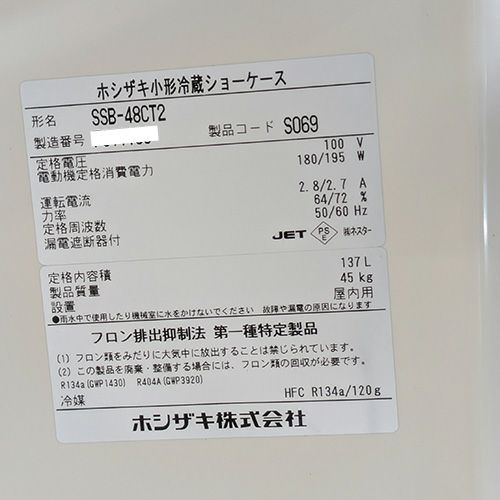 ホシザキ小形冷蔵ショーケース
形名 SSB-48CT2
製造番号 製品コード S069
定格電圧 100 V
電動機定格消費電力 180/195 W
運転電流 2.8/2.7 A
力率 64/72 %
定格周波数 50/60 Hz
漏電遮断器付 JET PS E ㈱ネスター
定格内容積 137 L
製品質量 45 kg
設置 屋内用
●雨水中で使用したり機械室に水をかけないでください 故障や漏電の原因になります
フロン排出抑制法 第一種特定製品
(1) フロン類をみだりに大気中に放出することは禁じられています。
(2) この製品を廃棄・整備する場合には、フロン類の回収が必要です。
R134a(GWP1430) R404A(GWP3920)
冷媒 HFC R134a/120g
ホシザキ株式会社